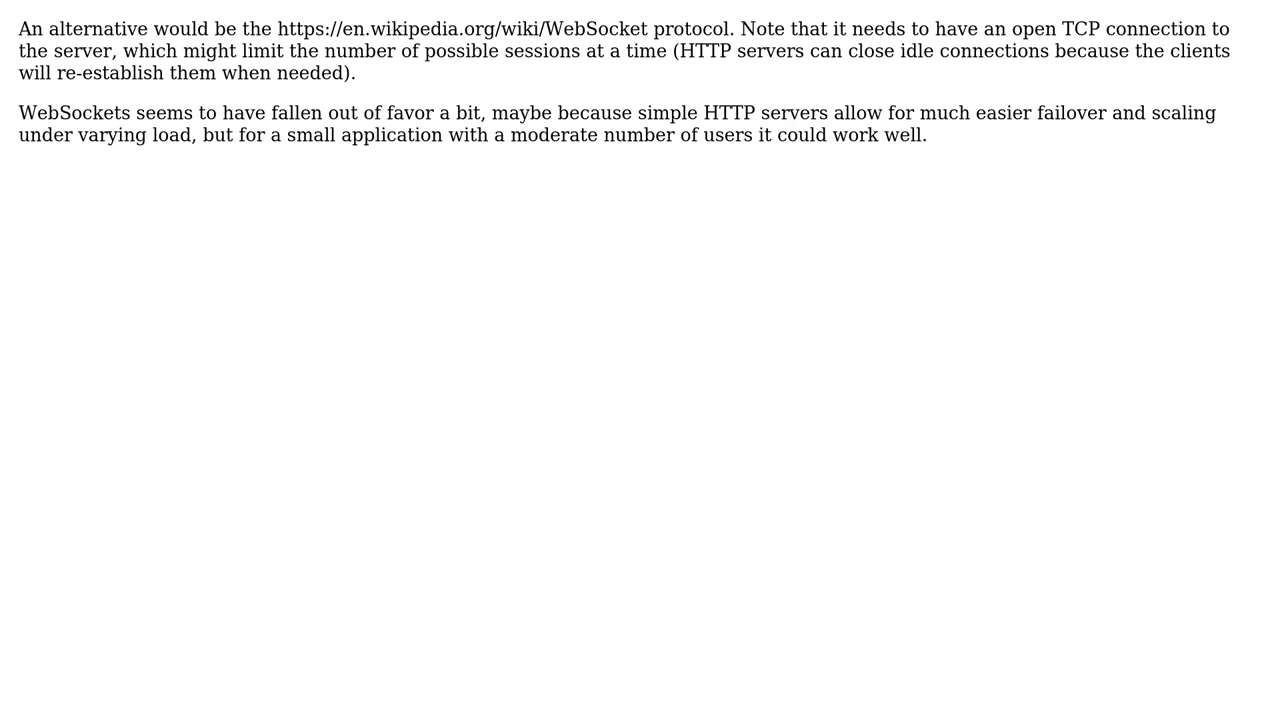 An alternative would be the https://en.wikipedia.org/wiki/WebSocket protocol. Note that it needs to have an open TCP connection to
the server, which might limit the number of possible sessions at a time (HTTP servers can close idle connections because the clients
will re-establish them when needed).
WebSockets seems to have fallen out of favor a bit, maybe because simple HTTP servers allow for much easier failover and scaling
under varying load, but for a small application with a moderate number of users it could work well.